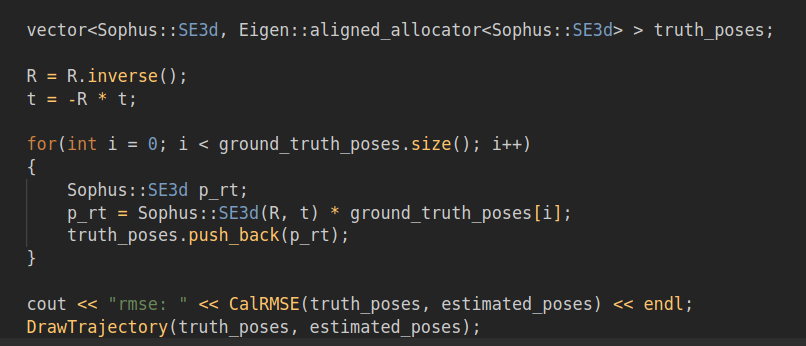 vector<Sophus::SE3d, Eigen::aligned_allocator<Sophus::SE3d> > truth_poses;
R = R.inverse();
t = -R * t;
for(int i = 0; i < ground_truth_poses.size(); i++)
{
    Sophus::SE3d p_rt;
    p_rt = Sophus::SE3d(R, t) * ground_truth_poses[i];
    truth_poses.push_back(p_rt);
}
cout << "rmse: " << CalRMSE(truth_poses, estimated_poses) << endl;
DrawTrajectory(truth_poses, estimated_poses);